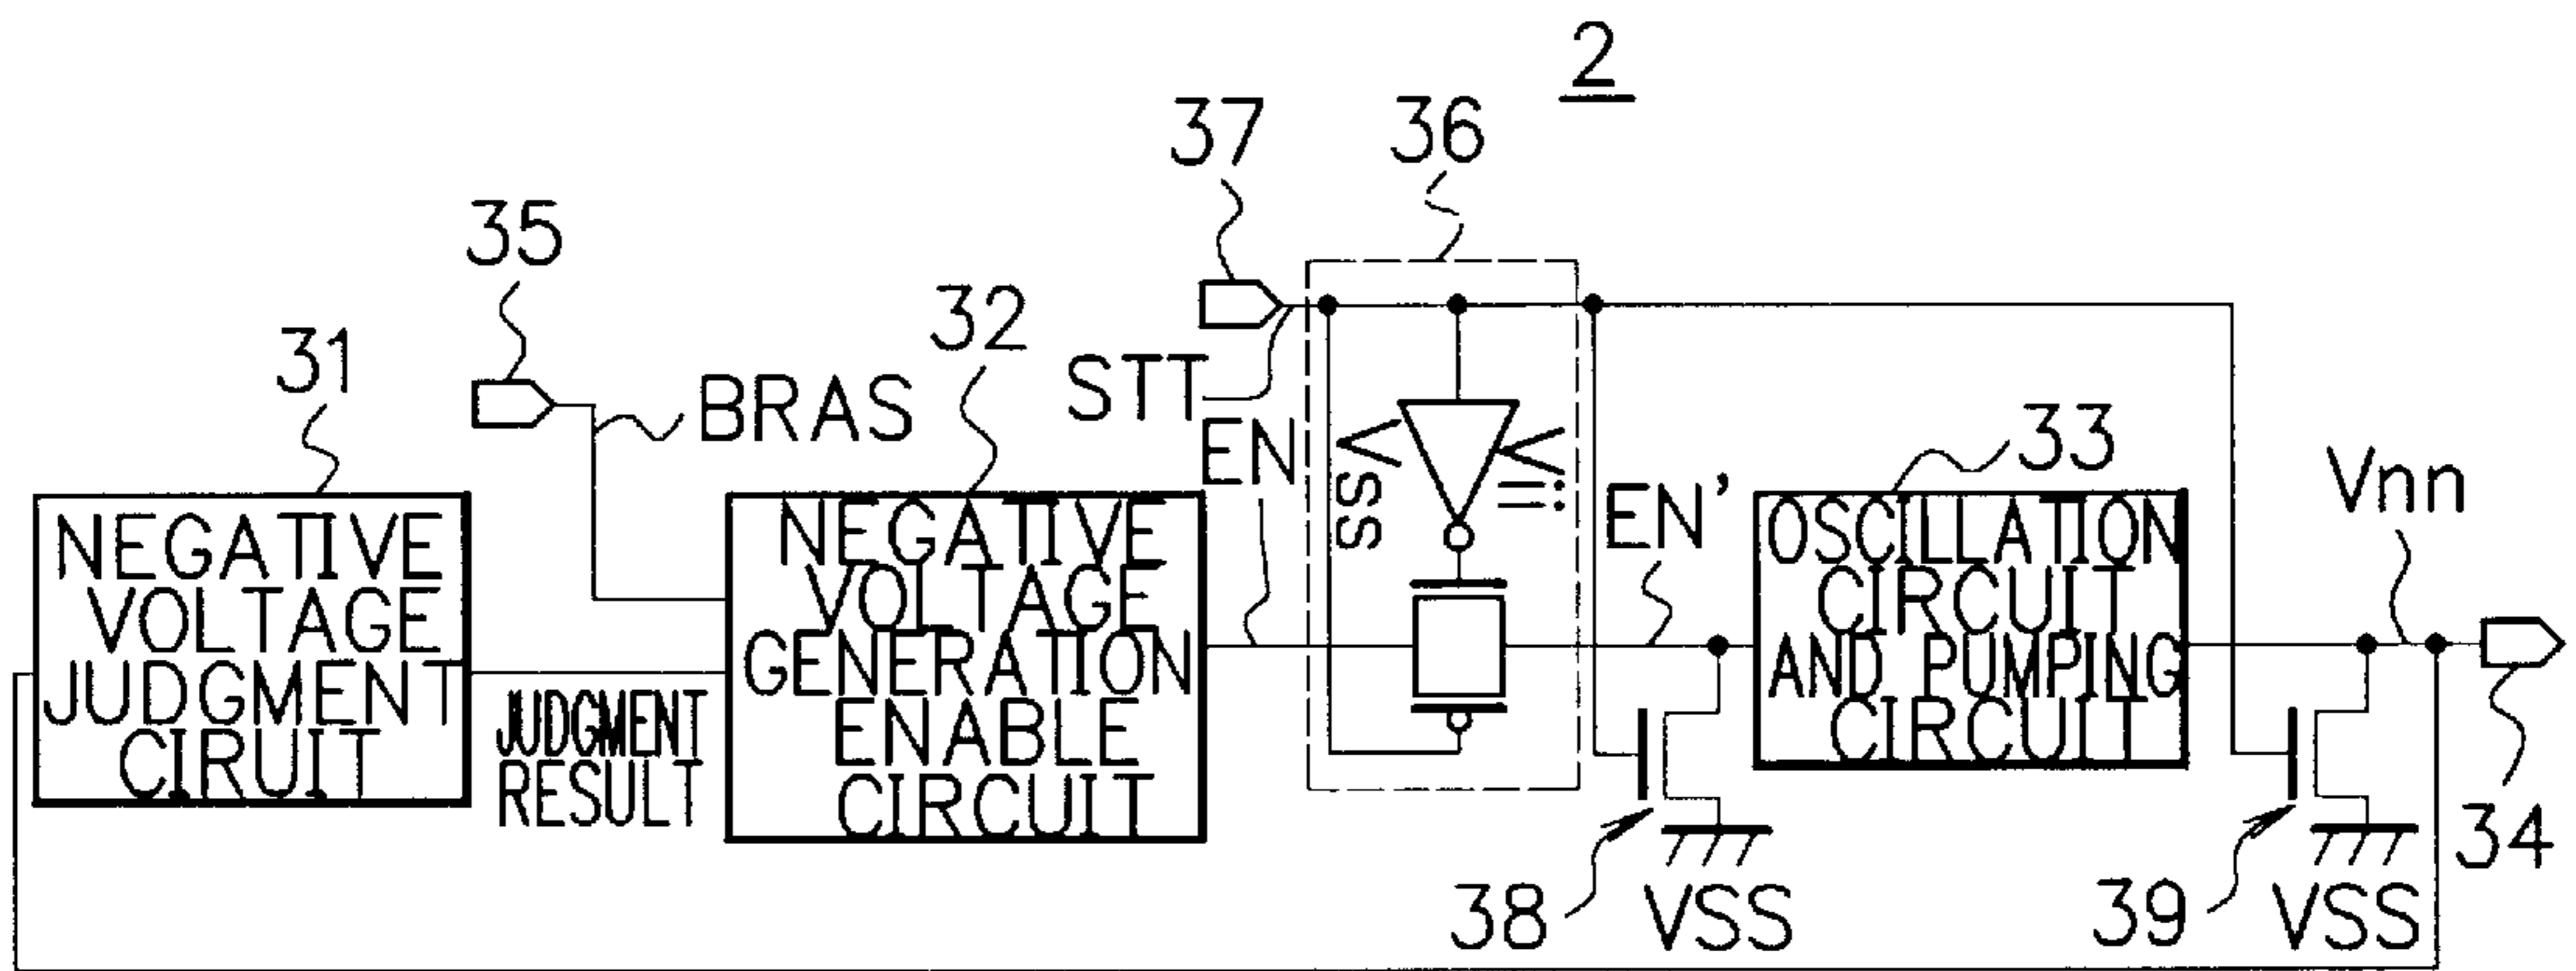 2
37
36
35
32
31
BRAS
STT
EN
Vss
Vii
EN'
33
Vnn
NEGATIVE
VOLTAGE
JUDGMENT
CIRUIT
JUDGMENT
RESULT
NEGATIVE
VOLTAGE
GENERATION
ENABLE
CIRCUIT
OSCILLATION
CIRCUIT
AND PUMPING
CIRCUIT
38
VSS
39
VSS
34